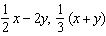 1/2 x − 2y, 1/3 (x + y)